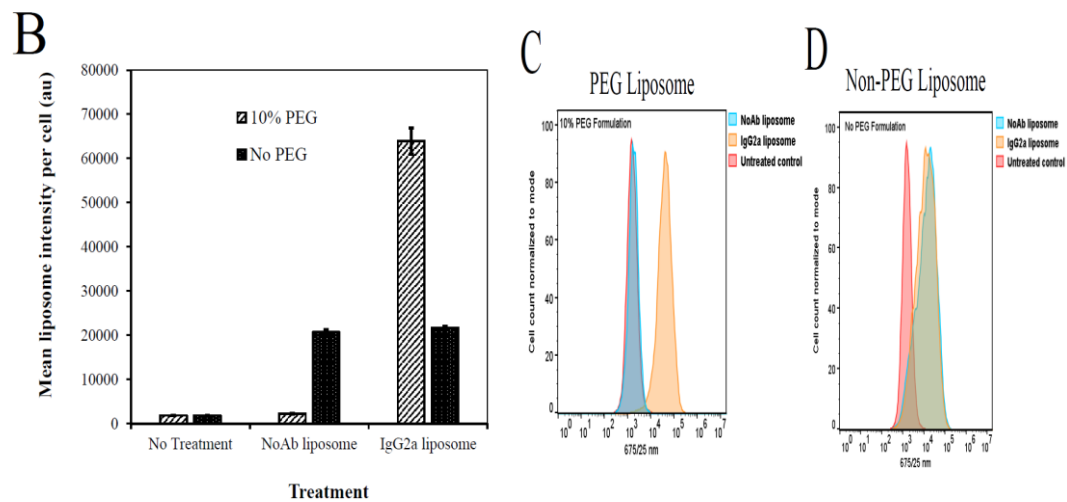 B
Mean liposome intensity per cell (au)
80000
70000
60000
50000
40000
30000
20000
10000
0
10% PEG
No PEG
No Treatment NoAb liposome IgG2a liposome
Treatment
C
PEG Liposome
10% PEG Formulation
NoAb liposome
IgG2a liposome
Untreated control
Cell count normalized to mode
100
80
60
40
20
0
10^0 10^1 10^2 10^3 10^4 10^5 10^6 10^7
675/25 nm
D
Non-PEG Liposome
No PEG Formulation
NoAb liposome
IgG2a liposome
Untreated control
Cell count normalized to mode
100
80
60
40
20
0
10^0 10^1 10^2 10^3 10^4 10^5 10^6 10^7
675/25 nm